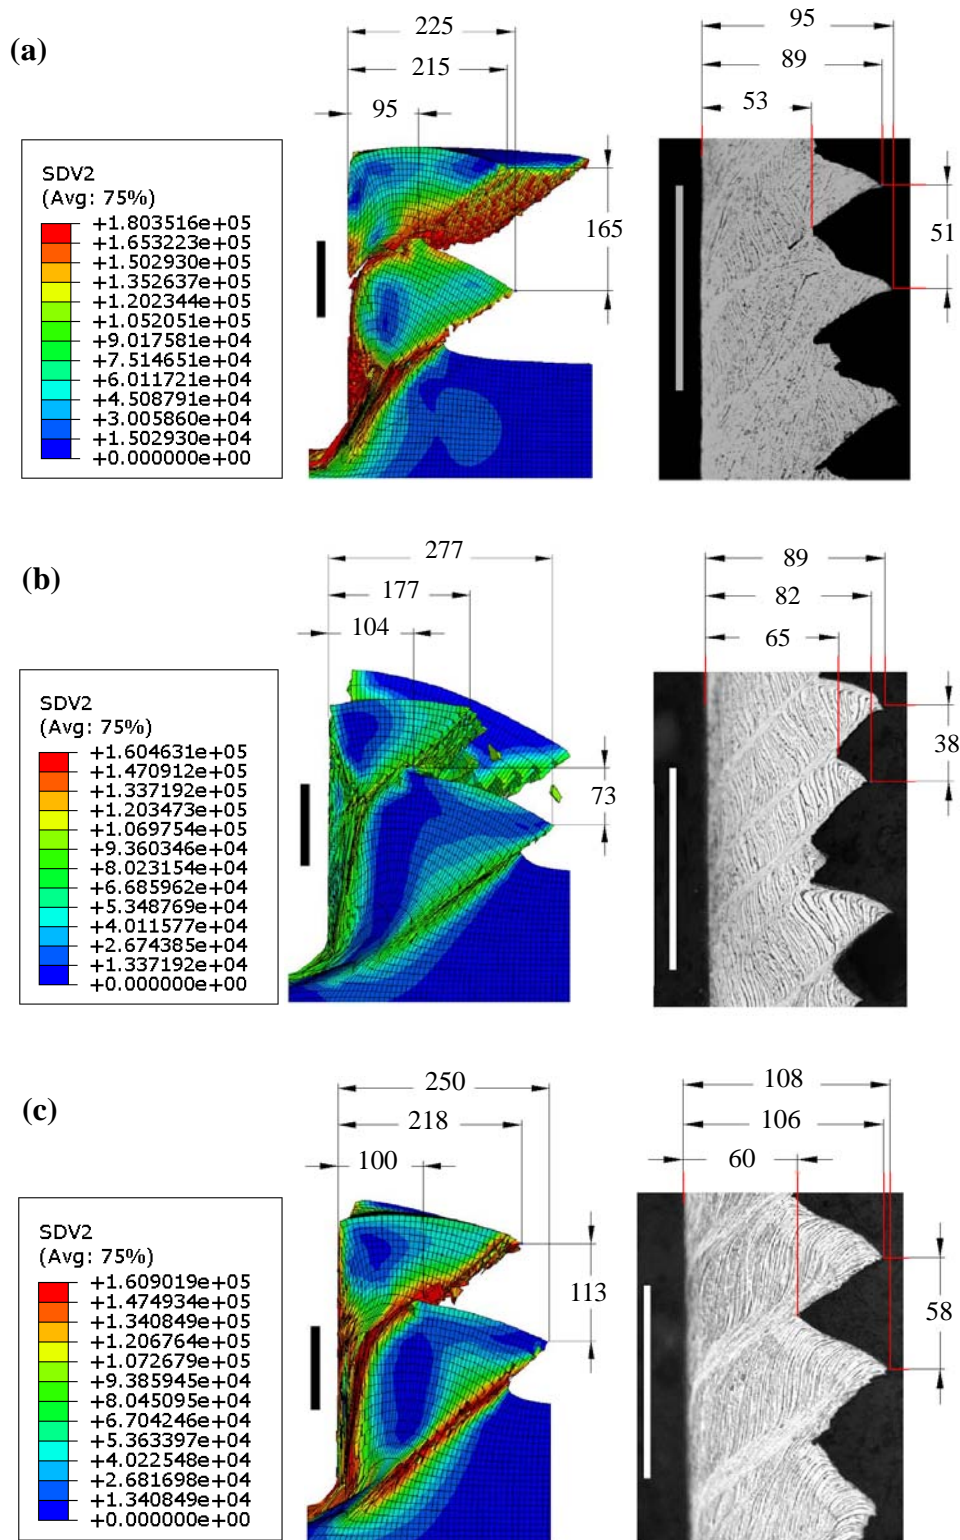 (a)
225
215
95
165
95
89
53
51
SDV2
(Avg: 75%)
+1.803516e+05
+1.653223e+05
+1.502930e+05
+1.352637e+05
+1.202344e+05
+1.052051e+05
+9.017581e+04
+7.514651e+04
+6.011721e+04
+4.508791e+04
+3.005860e+04
+1.502930e+04
+0.000000e+00
(b)
277
177
104
73
89
82
65
38
SDV2
(Avg: 75%)
+1.604631e+05
+1.470912e+05
+1.337192e+05
+1.203473e+05
+1.069754e+05
+9.360346e+04
+8.023154e+04
+6.685962e+04
+5.348769e+04
+4.011577e+04
+2.674385e+04
+1.337192e+04
+0.000000e+00
(c)
250
218
100
113
108
106
60
58
SDV2
(Avg: 75%)
+1.609019e+05
+1.474934e+05
+1.340849e+05
+1.206764e+05
+1.072679e+05
+9.385945e+04
+8.045095e+04
+6.704246e+04
+5.363397e+04
+4.022548e+04
+2.681698e+04
+1.340849e+04
+0.000000e+00